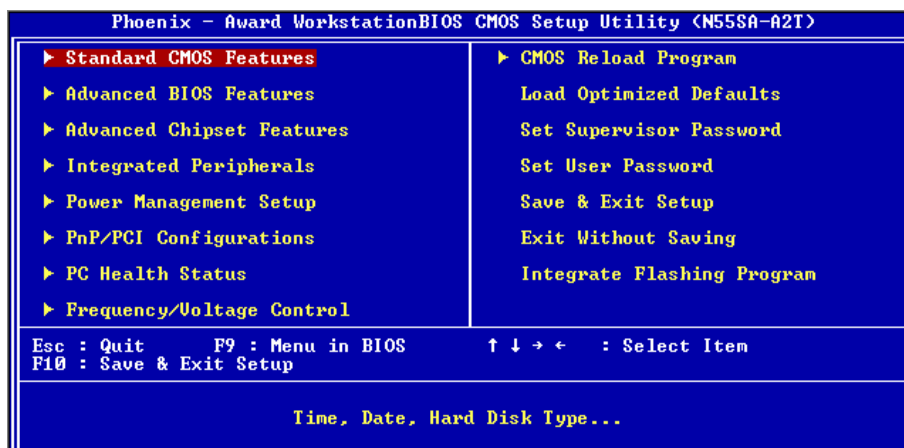 Phoenix - Award WorkstationBIOS CMOS Setup Utility (N55SA-A2T)
► Standard CMOS Features
► Advanced BIOS Features
► Advanced Chipset Features
► Integrated Peripherals
► Power Management Setup
► PnP/PCI Configurations
► PC Health Status
► Frequency/Voltage Control
► CMOS Reload Program
Load Optimized Defaults
Set Supervisor Password
Set User Password
Save & Exit Setup
Exit Without Saving
Integrate Flashing Program
Esc : Quit F9 : Menu in BIOS ↑ ↓ → ← : Select Item
F10 : Save & Exit Setup
Time, Date, Hard Disk Type...